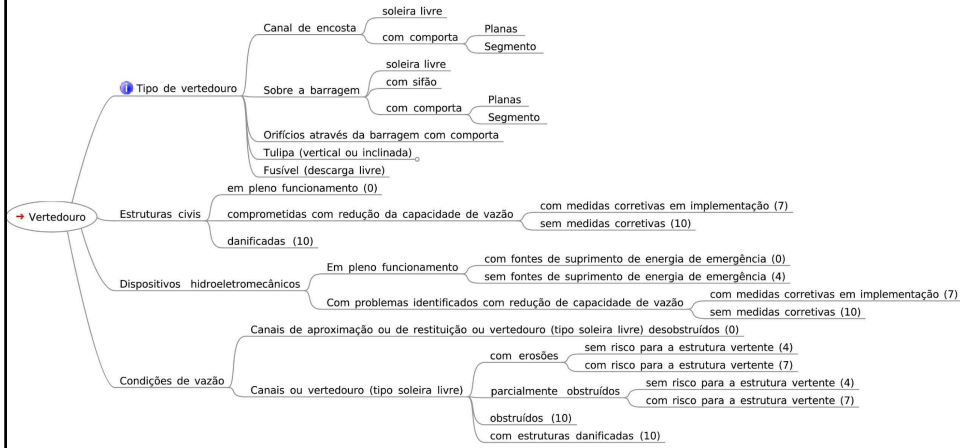 Vertedouro
Tipo de vertedouro
Canal de encosta
soleira livre
com comporta
Planas
Segmento
Sobre a barragem
soleira livre
com sifão
com comporta
Planas
Segmento
Orifícios através da barragem com comporta
Tulipa (vertical ou inclinada)
Fusível (descarga livre)
Estruturas civis
em pleno funcionamento (0)
comprometidas com redução da capacidade de vazão
com medidas corretivas em implementação (7)
sem medidas corretivas (10)
danificadas (10)
Dispositivos hidroeletromecânicos
Em pleno funcionamento
com fontes de suprimento de energia de emergência (0)
sem fontes de suprimento de energia de emergência (4)
Com problemas identificados com redução de capacidade de vazão
com medidas corretivas em implementação (7)
sem medidas corretivas (10)
Condições de vazão
Canais de aproximação ou de restituição ou vertedouro (tipo soleira livre) desobstruídos (0)
Canais ou vertedouro (tipo soleira livre)
com erosões
sem risco para a estrutura vertente (4)
com risco para a estrutura vertente (7)
parcialmente obstruídos
sem risco para a estrutura vertente (4)
com risco para a estrutura vertente (7)
obstruídos (10)
com estruturas danificadas (10)